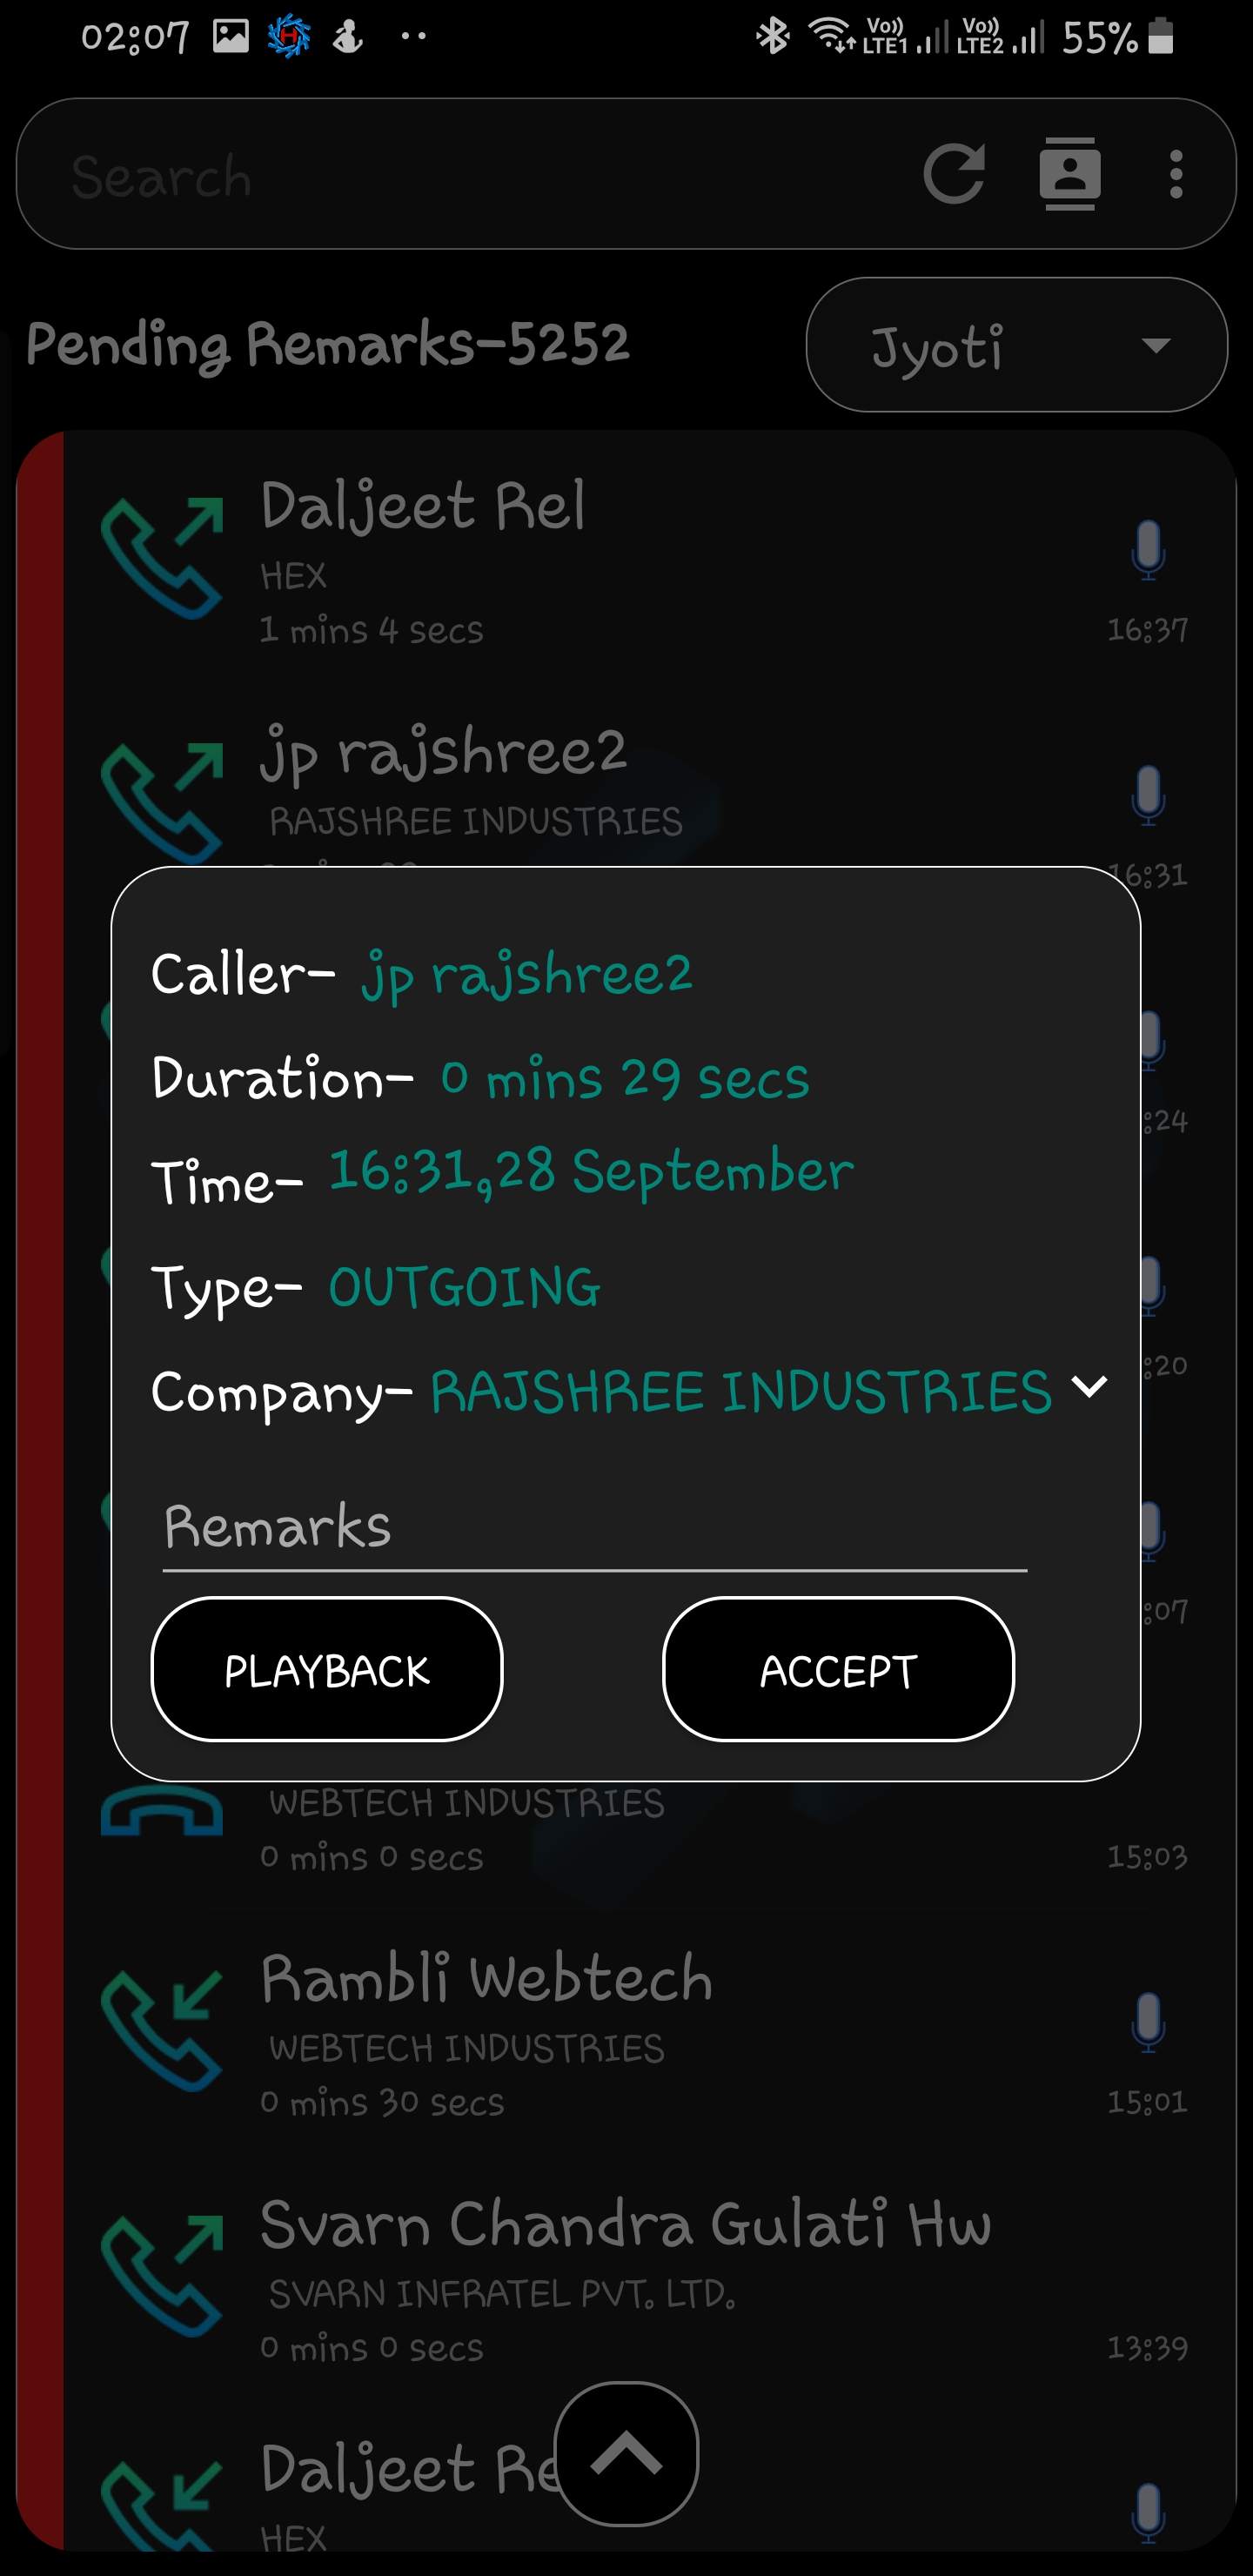 02:07
Vo)) LTE1 Vo)) LTE2 55%
Search
Pending Remarks-5252
Jyoti
Daljeet Rel
HEX
1 mins 4 secs
16:37
jp rajshree2
RAJSHREE INDUSTRIES
16:31
Caller- jp rajshree2
Duration- 0 mins 29 secs
:24
Time- 16:31,28 September
Type- OUTGOING
:20
Company- RAJSHREE INDUSTRIES
Remarks
:07
PLAYBACK
ACCEPT
WEBTECH INDUSTRIES
0 mins 0 secs
15:03
Rambli Webtech
WEBTECH INDUSTRIES
0 mins 30 secs
15:01
Svarn Chandra Gulati Hw
SVARN INFRATEL PVT. LTD.
0 mins 0 secs
13:39
Daljeet Re
HEX